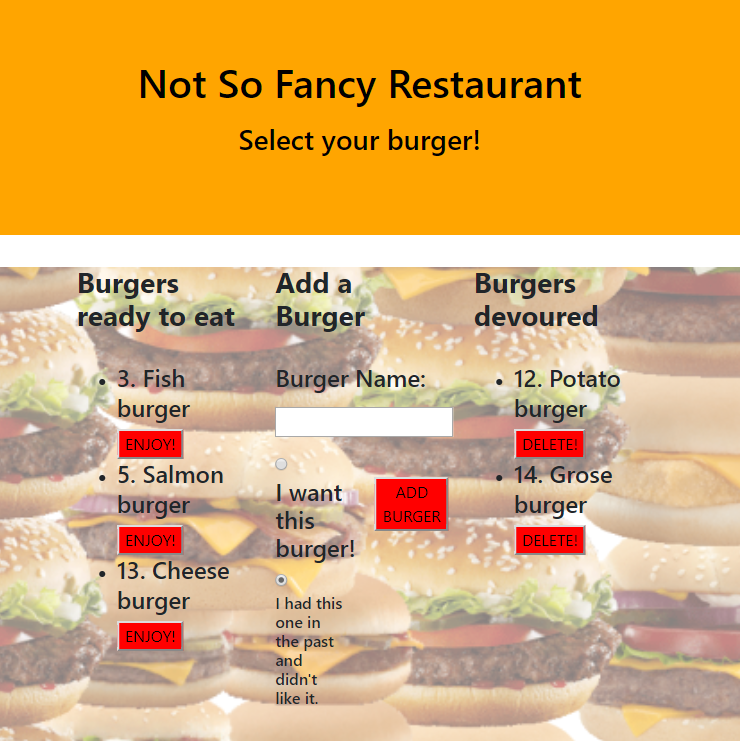 Not So Fancy Restaurant
Select your burger!
Burgers
ready to eat
3. Fish
burger
ENJOY!
5. Salmon
burger
ENJOY!
13. Cheese
burger
ENJOY!
Add a
Burger
Burger Name:
I want
this
burger!
ADD
BURGER
I had this
one in
the past
and
didn't
like it.
Burgers
devoured
12. Potato
burger
DELETE!
14. Grose
burger
DELETE!